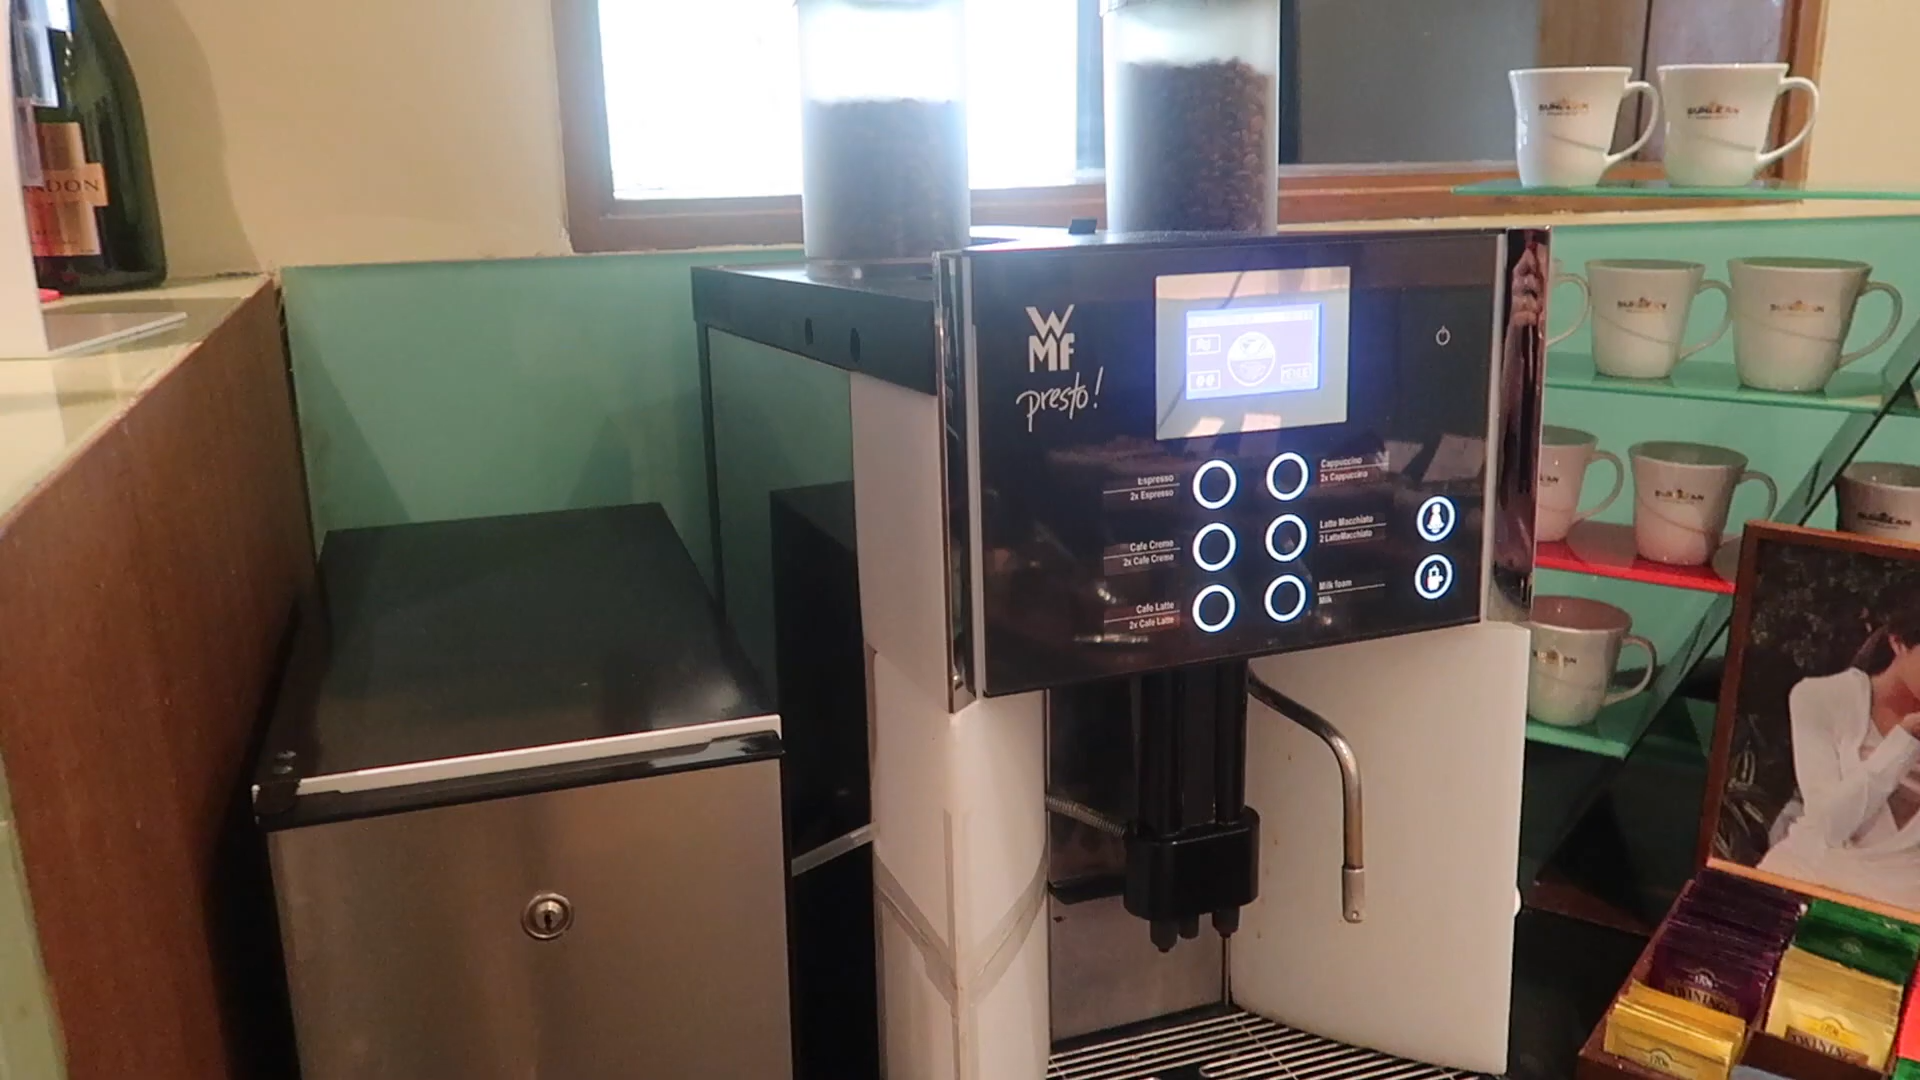 WMF
presto!
MENUE
Espresso
2x Espresso
Cafe Creme
2x Cafe Creme
Cafe Latte
2x Cafe Latte
Cappuccino
2x Cappuccino
Latte Macchiato
2 LatteMacchiato
Milk foam
Milk